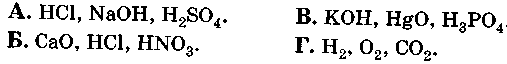 А. HCl, NaOH, H₂SO₄. В. KOH, HgO, H₃PO₄.
Б. CaO, HCl, HNO₃. Г. H₂, O₂, CO₂.